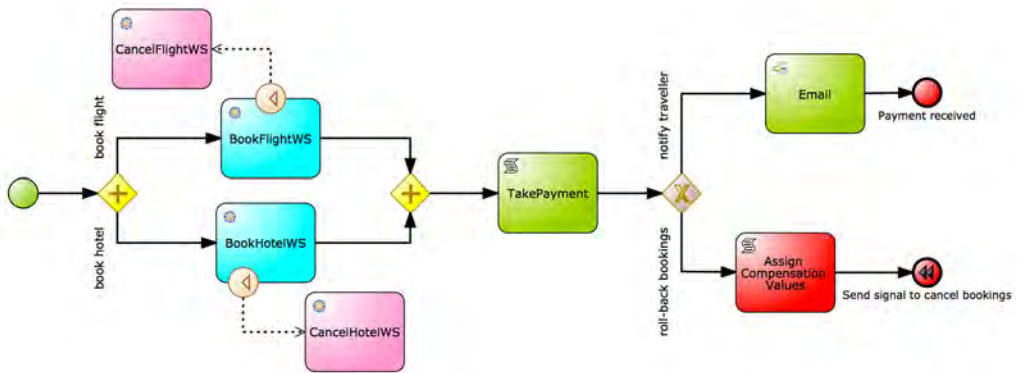 CancelFlightWS
book flight
BookFlightWS
book hotel
BookHotelWS
CancelHotelWS
TakePayment
notify traveller
Email
Payment received
roll-back bookings
Assign
Compensation
Values
Send signal to cancel bookings